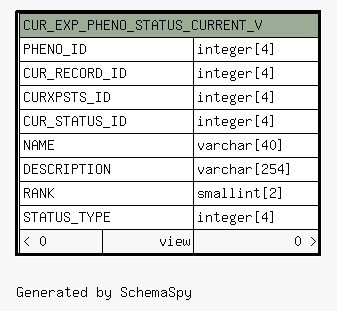 CUR_EXP_PHENO_STATUS_CURRENT_V
PHENO_ID integer[4]
CUR_RECORD_ID integer[4]
CURXPSTS_ID integer[4]
CUR_STATUS_ID integer[4]
NAME varchar[40]
DESCRIPTION varchar[254]
RANK smallint[2]
STATUS_TYPE integer[4]
< 0 view 0 >
Generated by SchemaSpy